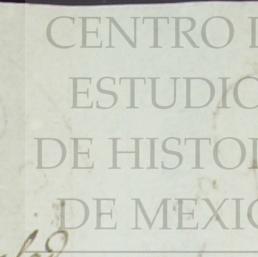 CENTRO D
ESTUDIO
DE HISTOR
DE MEXIC